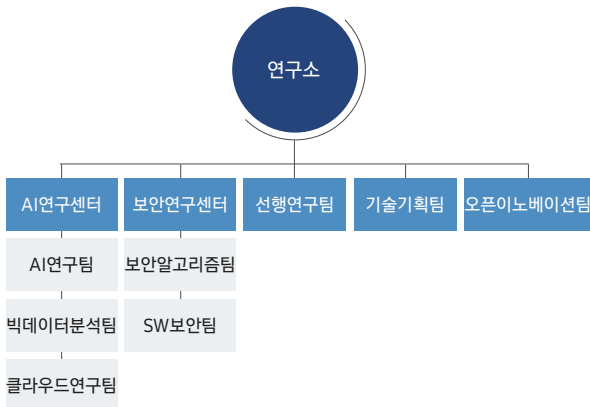 연구소
AI연구센터
보안연구센터
선행연구팀
기술기획팀
오픈이노베이션팀
AI연구팀
보안알고리즘팀
빅데이터분석팀
SW보안팀
클라우드연구팀